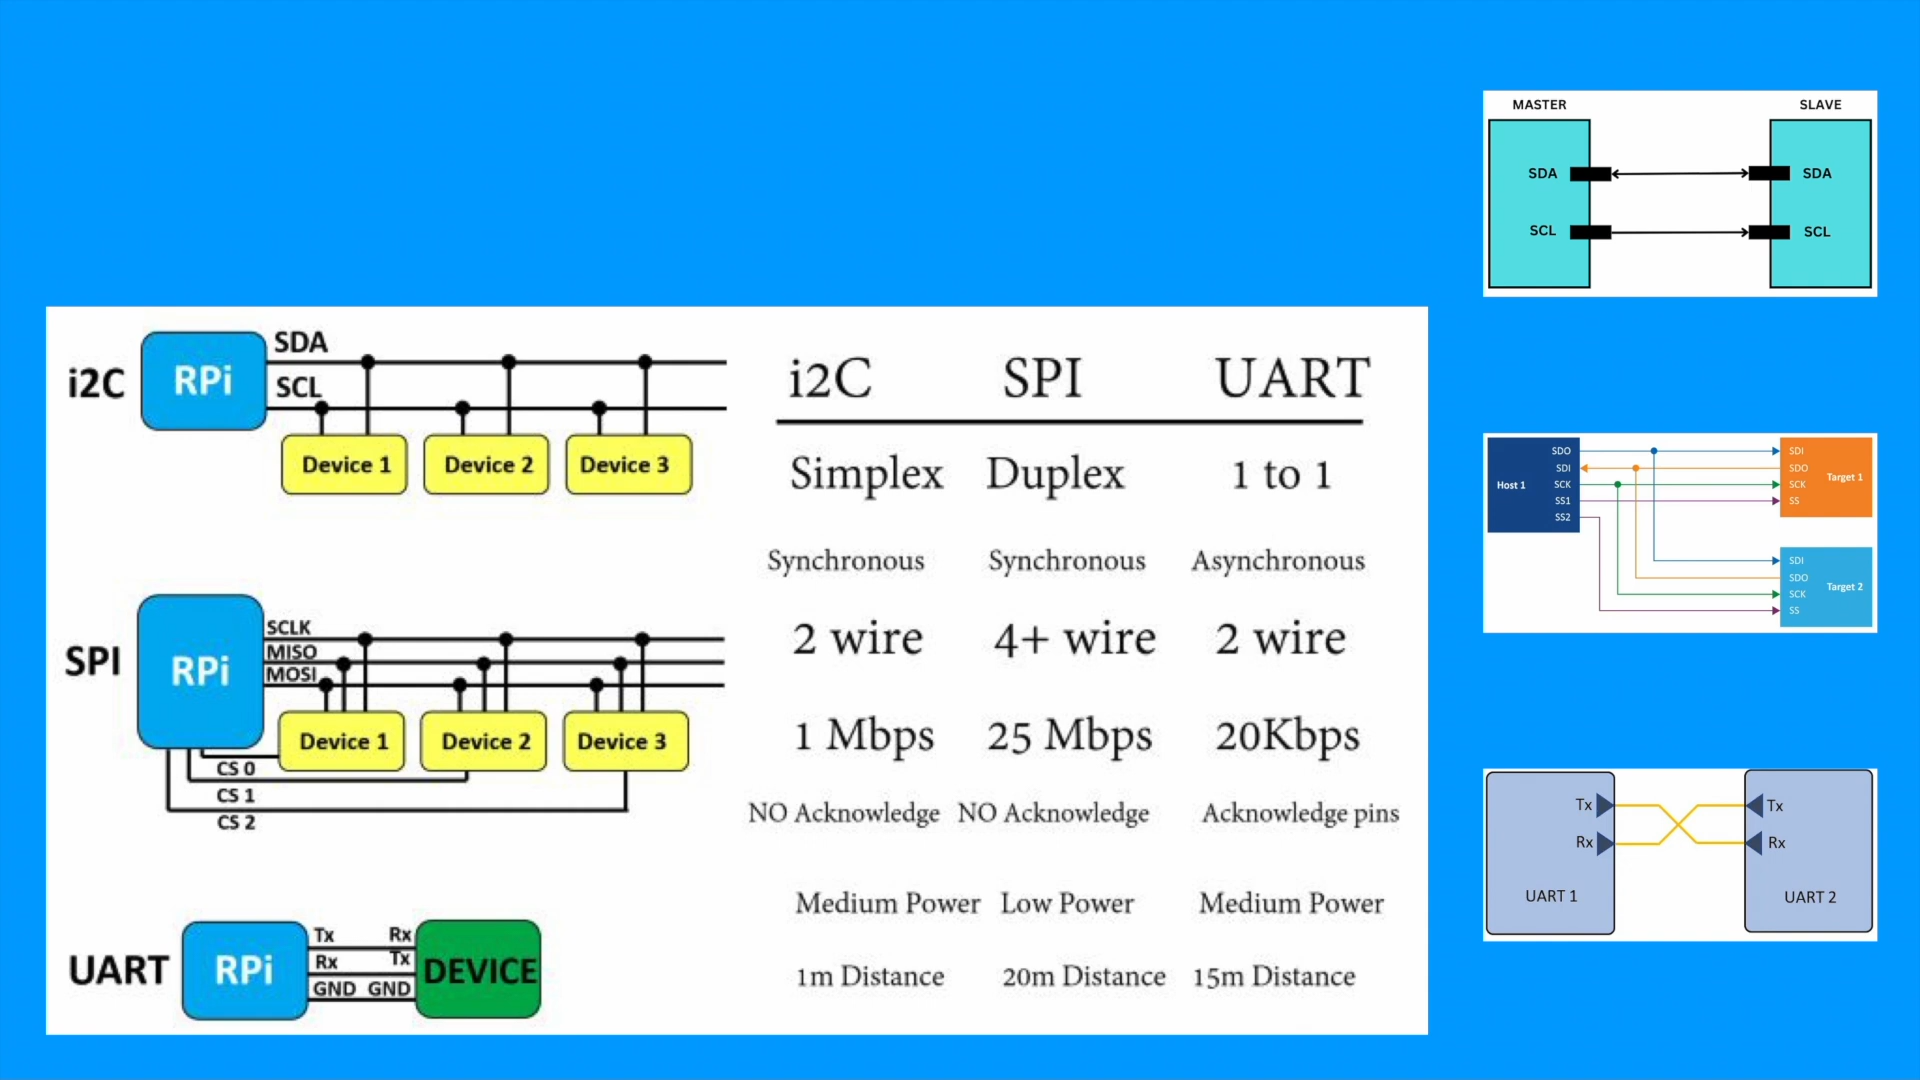 i2C
RPi
SDA
SCL
Device 1
Device 2
Device 3
SPI
RPi
SCLK
MISO
MOSI
Device 1
Device 2
Device 3
CS 0
CS 1
CS 2
UART
RPi
Tx Rx
Rx Tx
GND GND
DEVICE
i2C SPI UART
Simplex Duplex 1 to 1
Synchronous Synchronous Asynchronous
2 wire 4+ wire 2 wire
1 Mbps 25 Mbps 20Kbps
NO Acknowledge NO Acknowledge Acknowledge pins
Medium Power Low Power Medium Power
1m Distance 20m Distance 15m Distance
MASTER SLAVE
SDA SDA
SCL SCL
Host 1
SDO
SDI
SCK
SS1
SS2
SDI
SDO
SCK
SS
Target 1
SDI
SDO
SCK
SS
Target 2
Tx Tx
Rx Rx
UART 1 UART 2